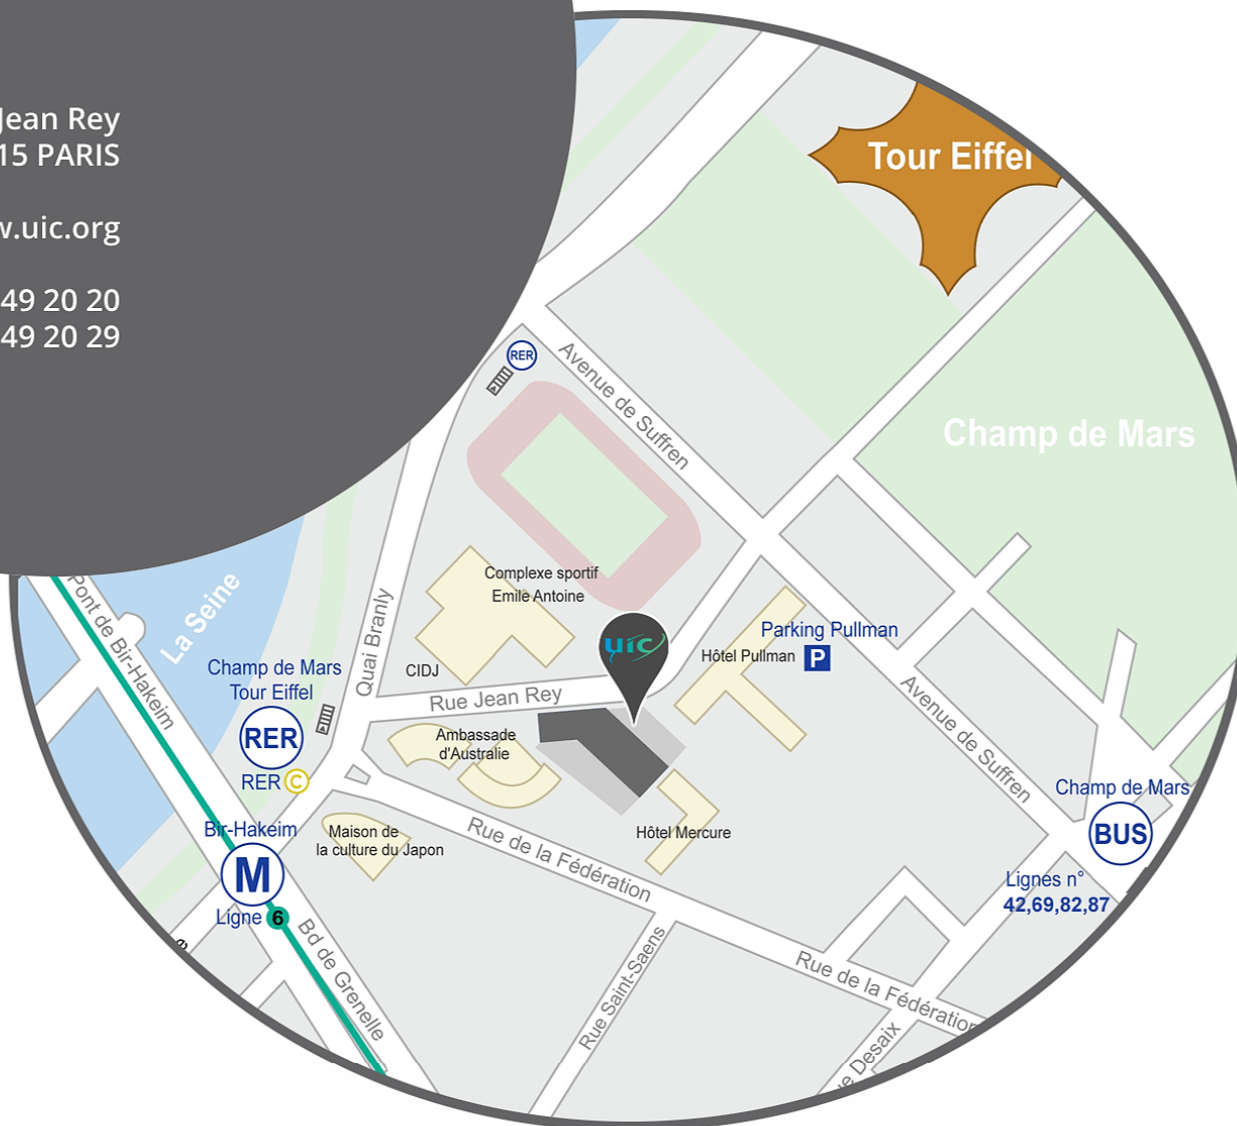 Jean Rey
15 PARIS
w.uic.org
49 20 20
49 20 29
Tour Eiffel
RER
Avenue de Suffren
Champ de Mars
Complexe sportif
Emile Antoine
La Seine
Pont de Bir-Hakeim
Quai Branly
uic
Parking Pullman
Hôtel Pullman
P
CIDJ
Champ de Mars
Tour Eiffel
RER
RER C
Rue Jean Rey
Ambassade
d'Australie
Avenue de Suffren
Champ de Mars
BUS
Lignes n°
42,69,82,87
Bir-Hakeim
M
Ligne 6
Maison de
la culture du Japon
Hôtel Mercure
Rue de la Fédération
Bd de Grenelle
Rue Saint-Saens
Rue de la Fédération
ue Desaix
e